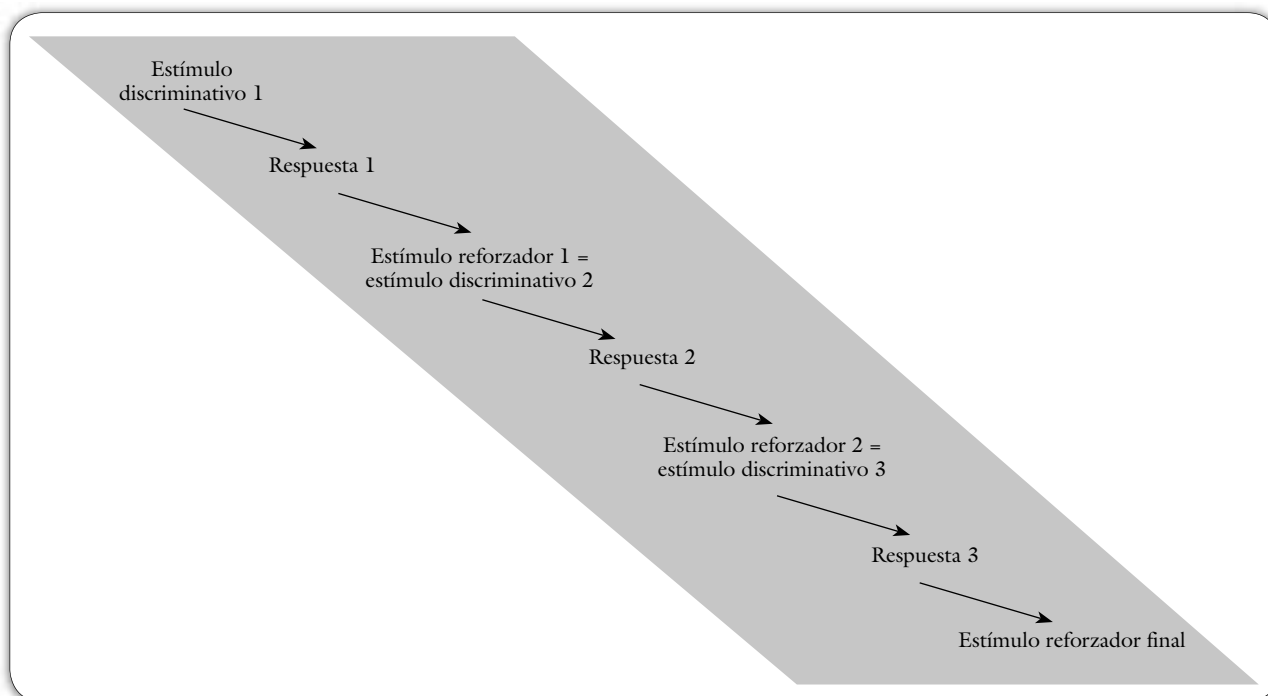 Estímulo
discriminativo 1
Respuesta 1
Estímulo reforzador 1 =
estímulo discriminativo 2
Respuesta 2
Estímulo reforzador 2 =
estímulo discriminativo 3
Respuesta 3
Estímulo reforzador final